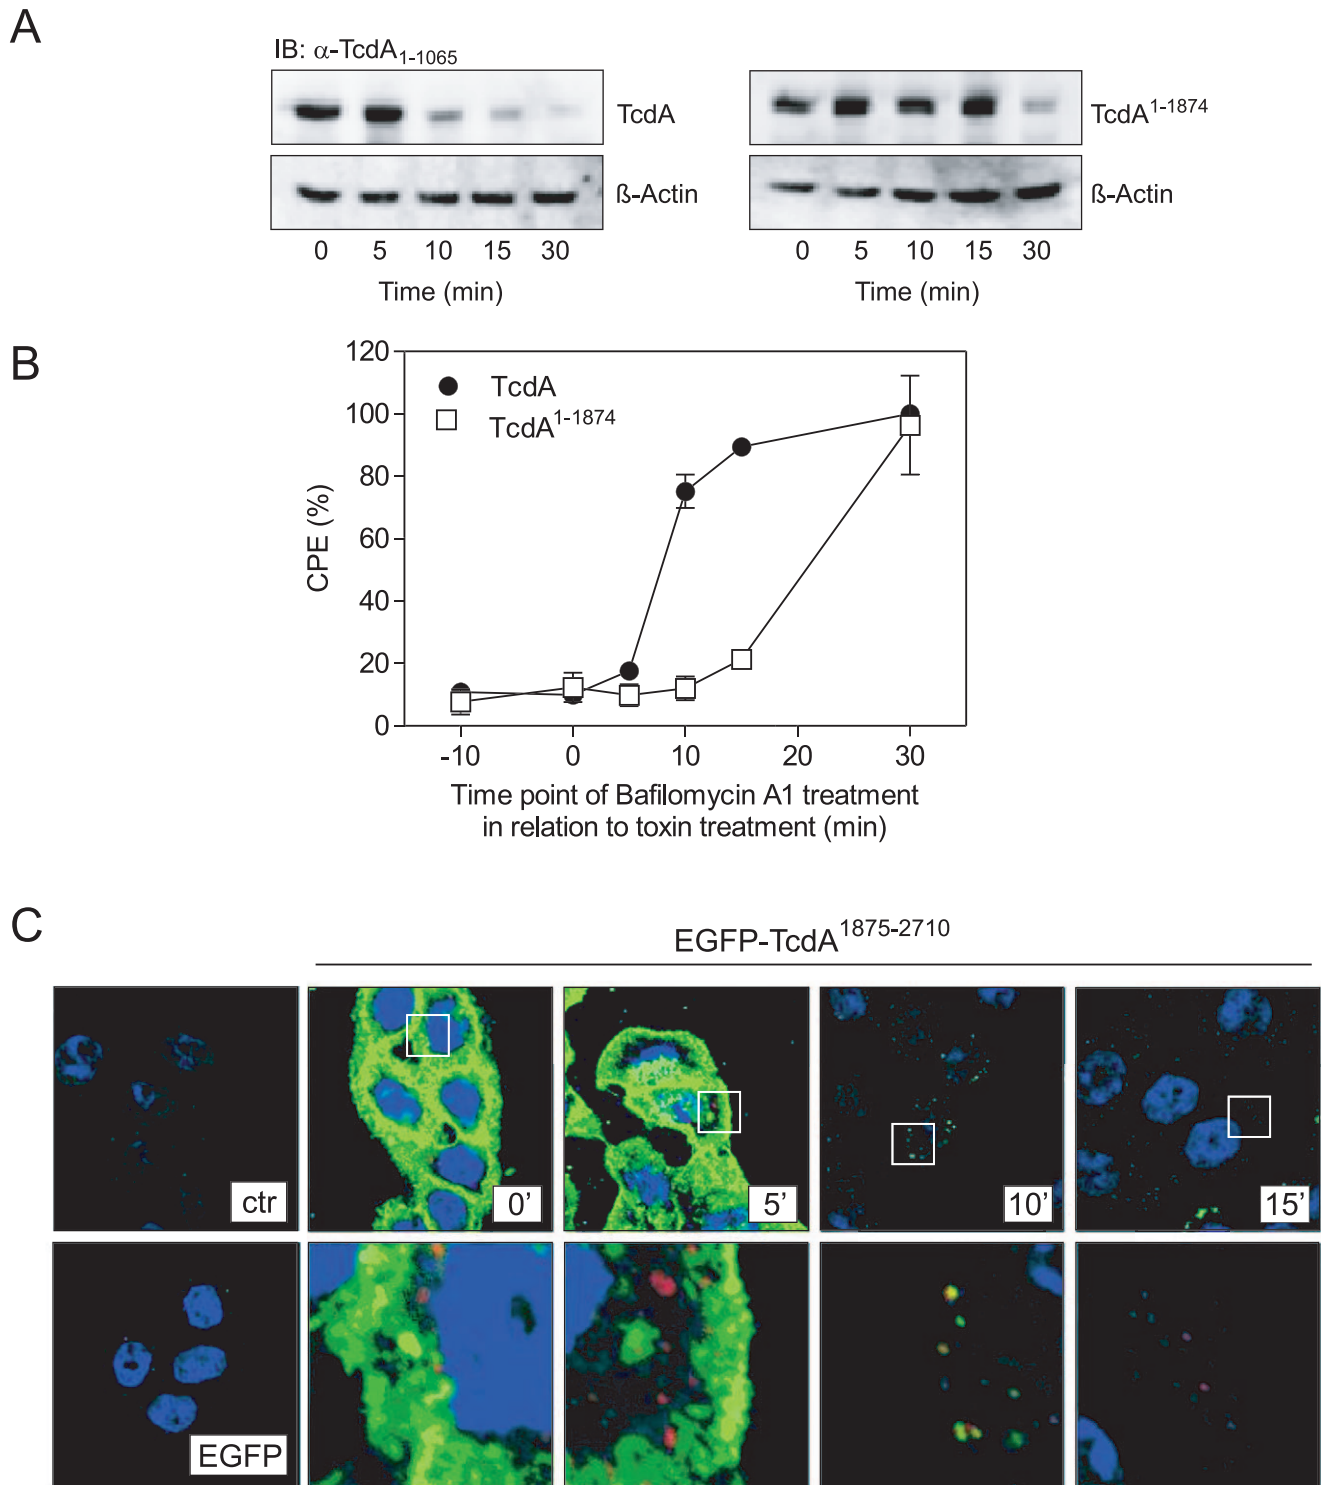 A
IB: α-TcdA1-1065
TcdA
ß-Actin
0 5 10 15 30
Time (min)
TcdA1-1874
ß-Actin
0 5 10 15 30
Time (min)
B
120
100
80
60
40
20
0
CPE (%)
TcdA
TcdA1-1874
-10 0 10 20 30
Time point of Bafilomycin A1 treatment
in relation to toxin treatment (min)
C
EGFP-TcdA1875-2710
ctr
0’
5’
10’
15’
EGFP